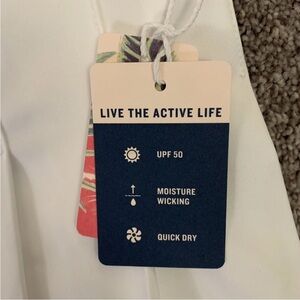 LIVE THE ACTIVE LIFE
UPF 50
MOISTURE
WICKING
QUICK DRY